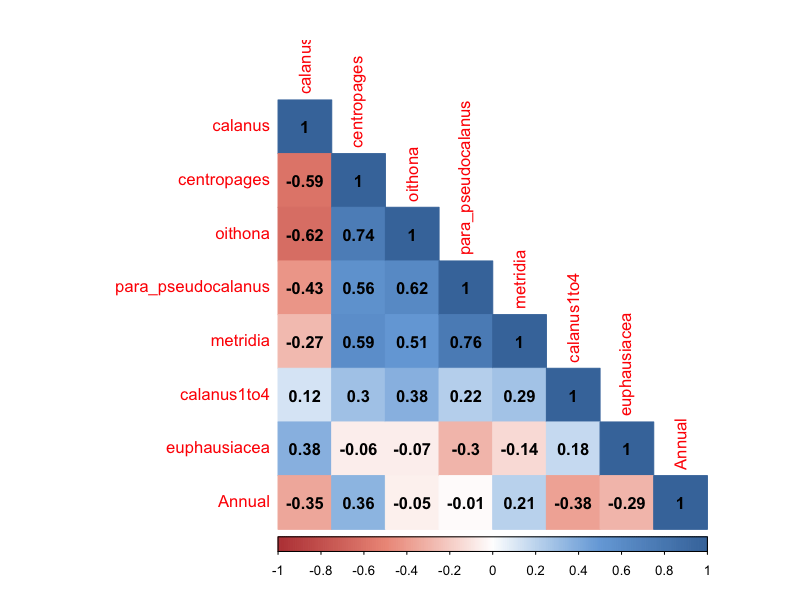 calanus
centropages
oithona
para_pseudocalanus
metridia
calanus1to4
euphausiacea
Annual
calanus 1
centropages -0.59 1
oithona -0.62 0.74 1
para_pseudocalanus -0.43 0.56 0.62 1
metridia -0.27 0.59 0.51 0.76 1
calanus1to4 0.12 0.3 0.38 0.22 0.29 1
euphausiacea 0.38 -0.06 -0.07 -0.3 -0.14 0.18 1
Annual -0.35 0.36 -0.05 -0.01 0.21 -0.38 -0.29 1
-1 -0.8 -0.6 -0.4 -0.2 0 0.2 0.4 0.6 0.8 1